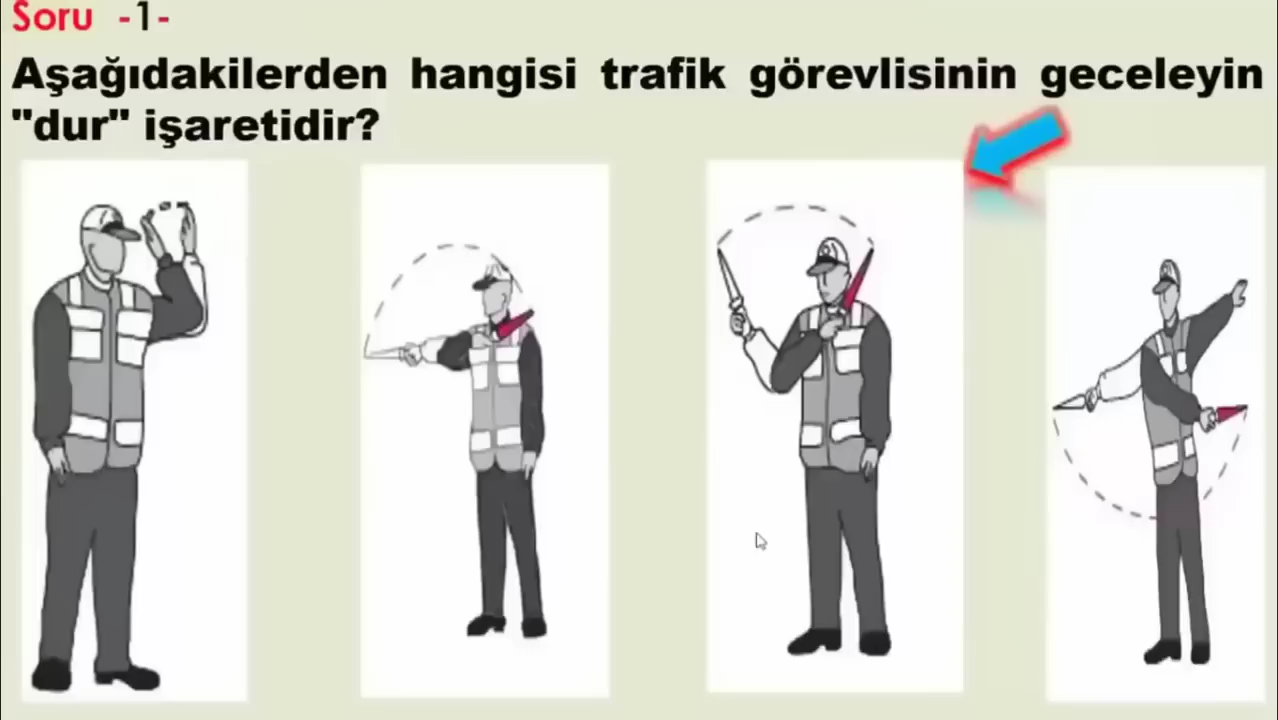 Soru -1-
Aşağıdakilerden hangisi trafik görevlisinin geceleyin
"dur" işaretidir?